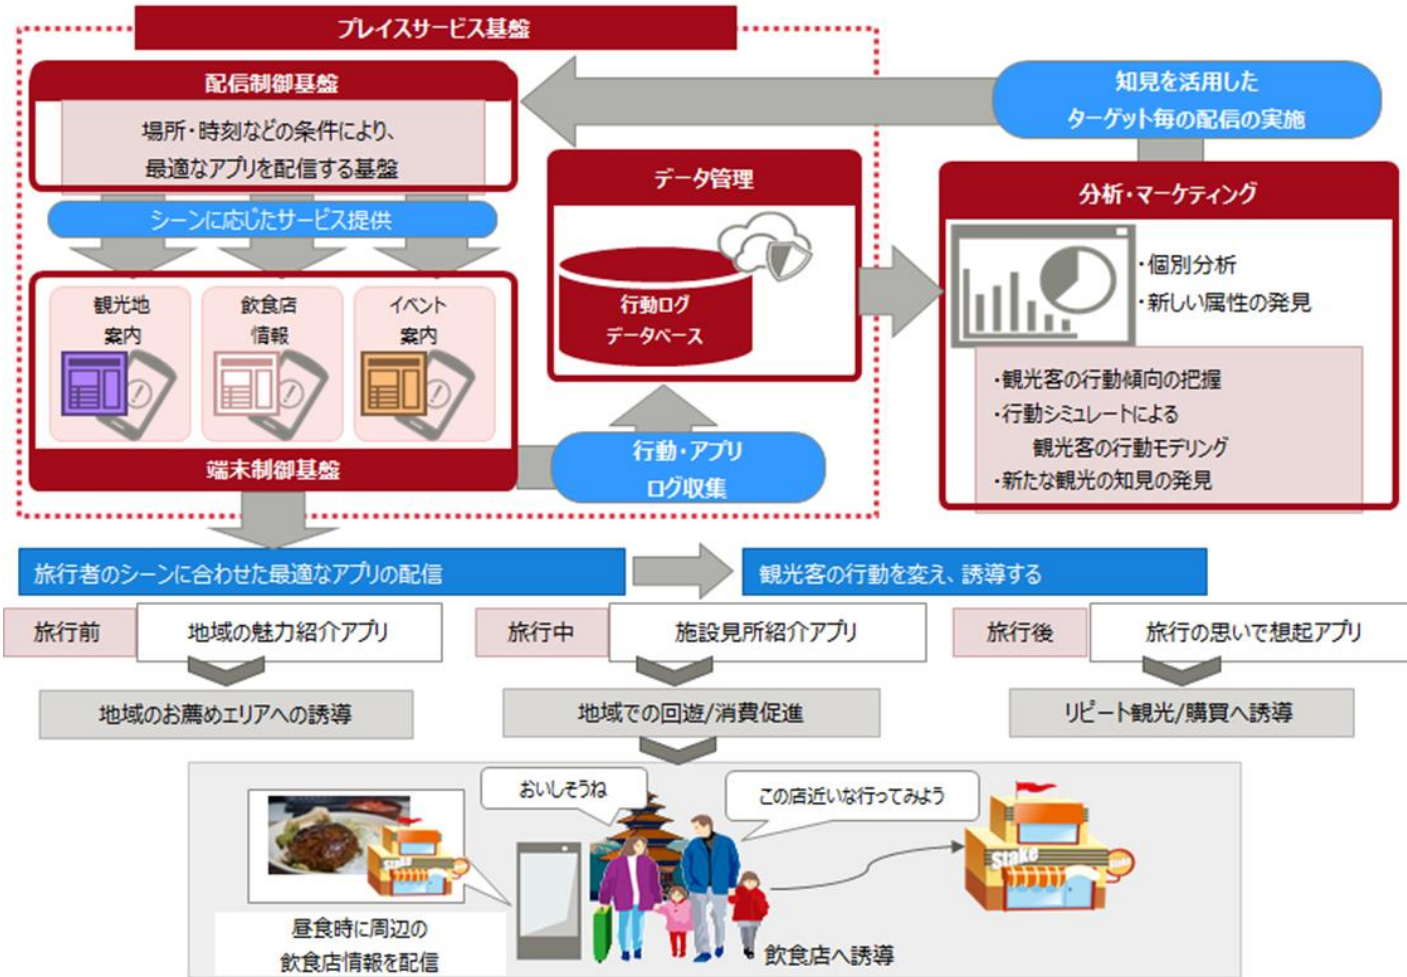 プレイスサービス基盤
配信制御基盤
場所・時刻などの条件により、
最適なアプリを配信する基盤
シーンに応じたサービス提供
観光地
案内
飲食店
情報
イベント
案内
端末制御基盤
データ管理
行動ログ
データベース
行動・アプリ
ログ収集
知見を活用した
ターゲット毎の配信の実施
分析・マーケティング
・個別分析
・新しい属性の発見
・観光客の行動傾向の把握
・行動シミュレートによる
観光客の行動モデリング
・新たな観光の知見の発見
旅行者のシーンに合わせた最適なアプリの配信
観光客の行動を変え、誘導する
旅行前
地域の魅力紹介アプリ
旅行中
施設見所紹介アプリ
旅行後
旅行の思いで想起アプリ
地域のお薦めエリアへの誘導
地域での回遊/消費促進
リピート観光/購買へ誘導
おいしそうね
この店近いな行ってみよう
Stake
Stake
Stake
昼食時に周辺の
飲食店情報を配信
飲食店へ誘導